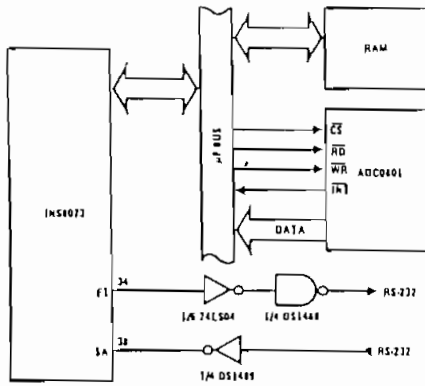 RAM
µP BUS
CS
RD
WR
INS8073
DATA
F1
34
1/6 74LS04
1/4 DS1488
RS-232
SA
38
RS-232
1/4 DS1489